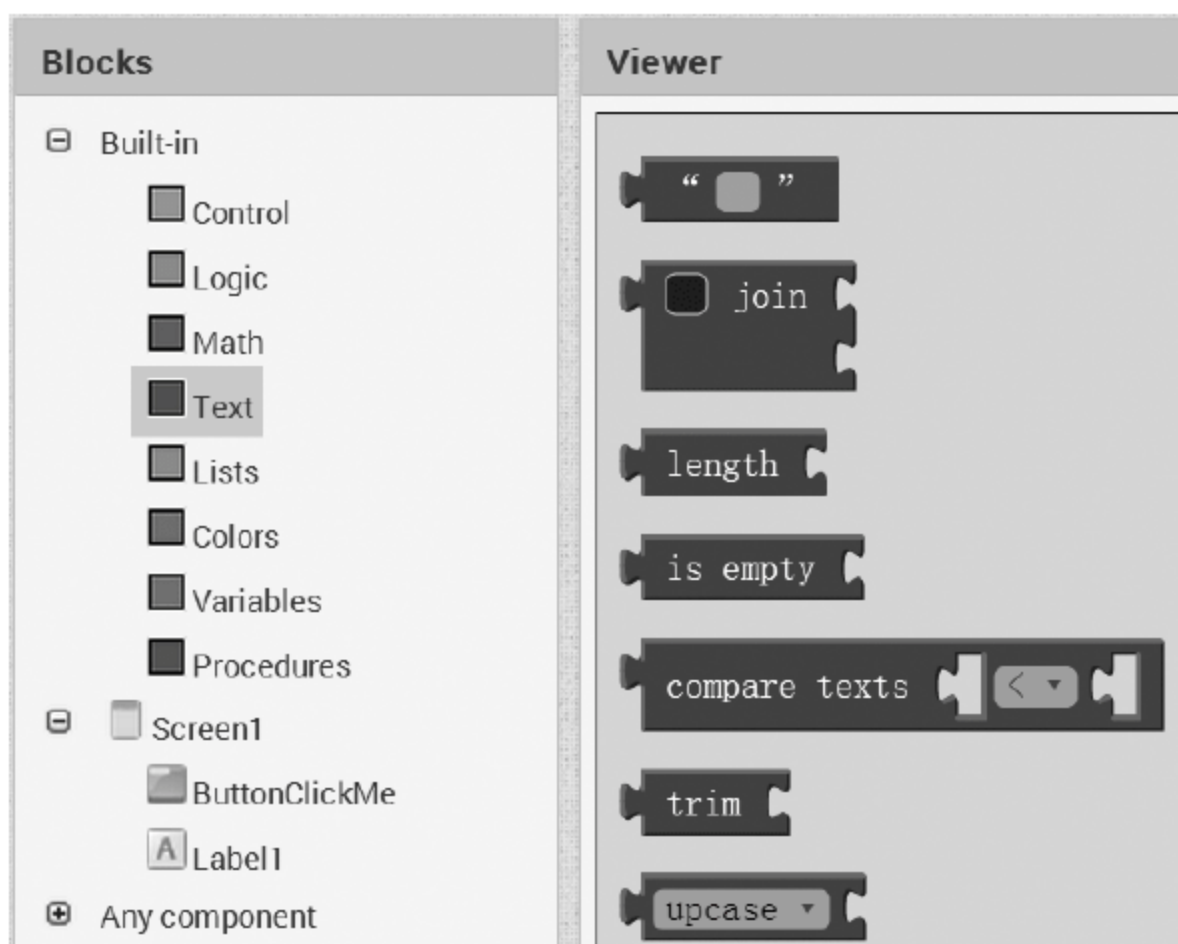 Blocks
Built-in
Control
Logic
Math
Text
Lists
Colors
Variables
Procedures
Screen1
ButtonClickMe
A Label1
Any component
Viewer
“ ”
join
length
is empty
compare texts < ▾
trim
upcase ▾